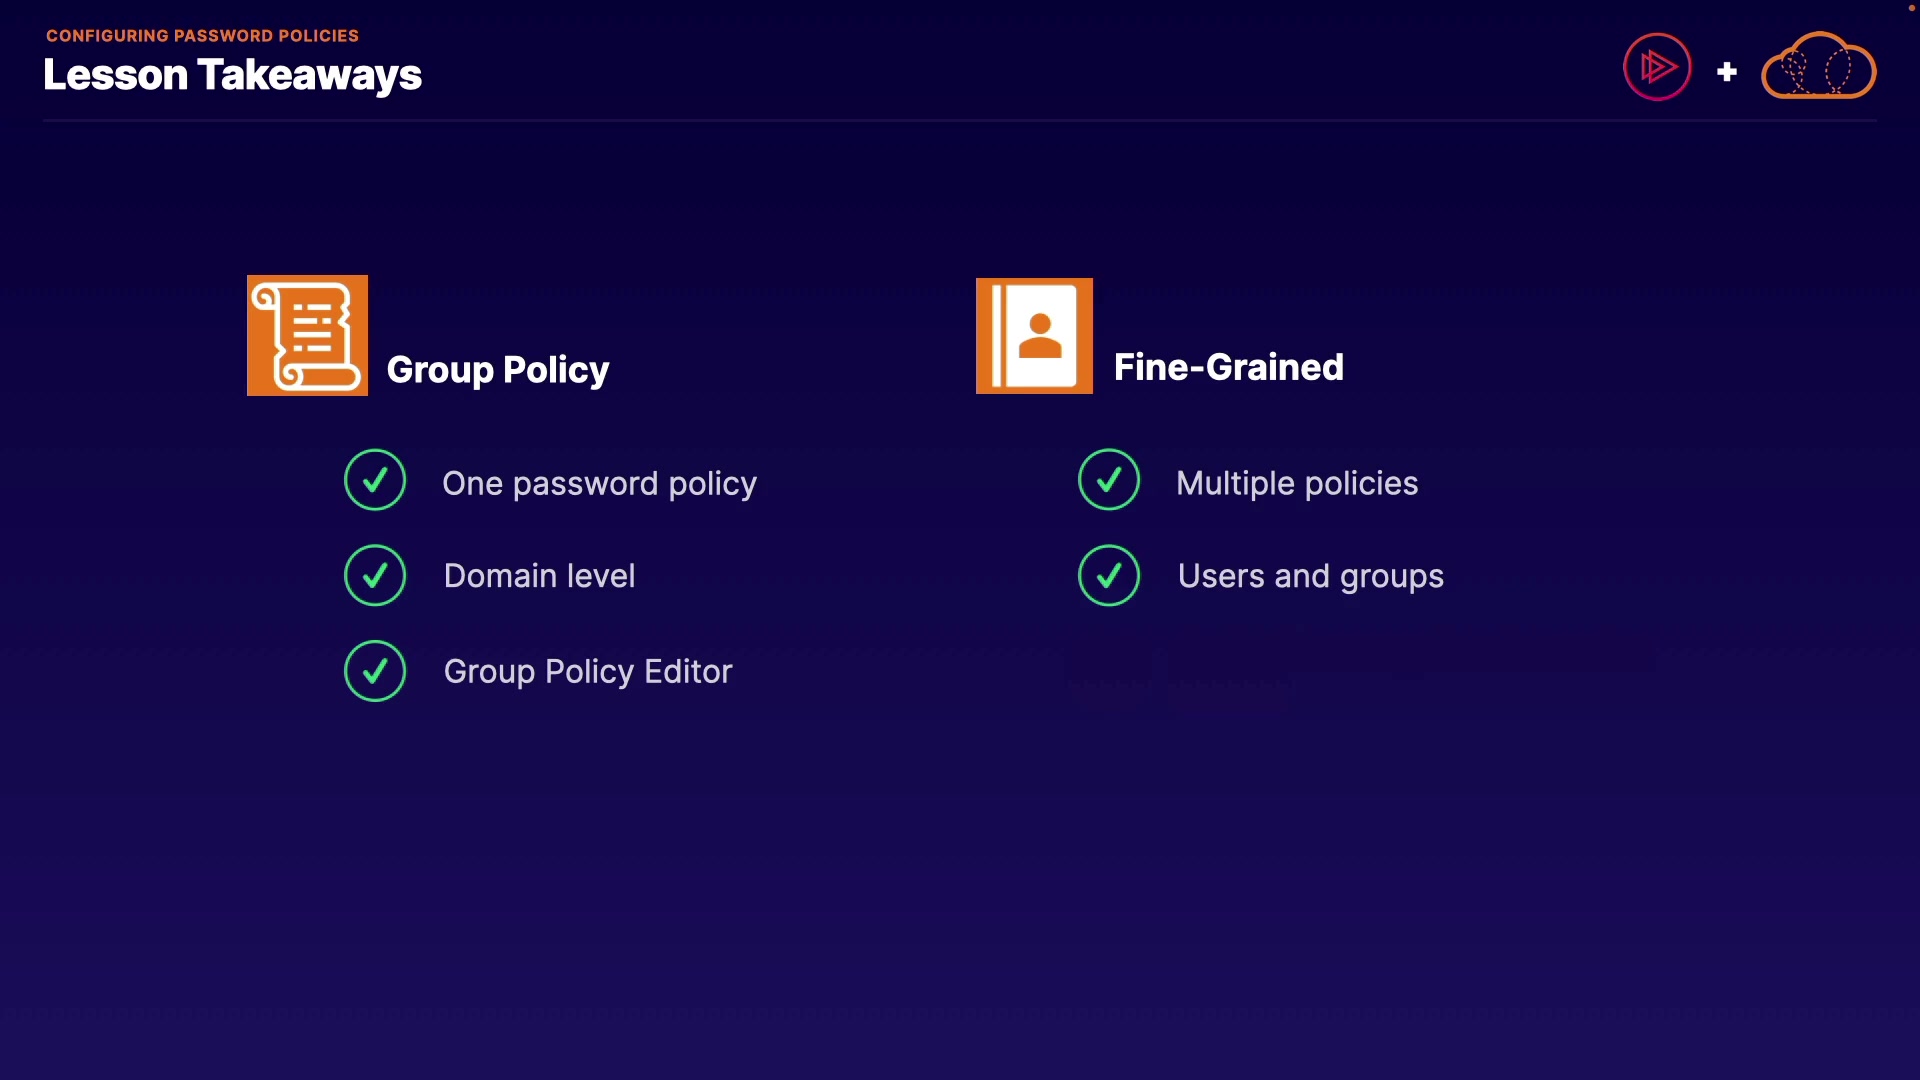 CONFIGURING PASSWORD POLICIES
Lesson Takeaways
Group Policy
One password policy
Domain level
Group Policy Editor
Fine-Grained
Multiple policies
Users and groups